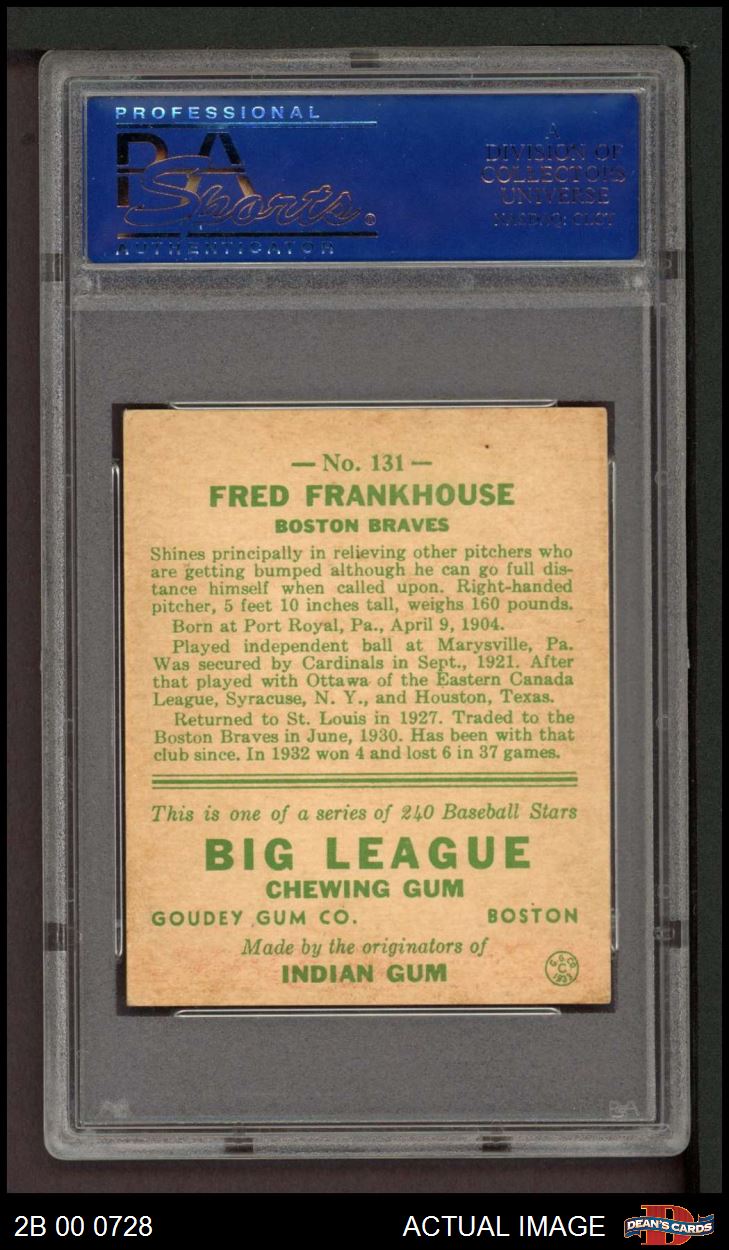 PROFESSIONAL
PSA
Sports ®
AUTHENTICATOR
A
DIVISION OF
COLLECTORS
UNIVERSE
NASDAQ: CLCT
— No. 131 —
FRED FRANKHOUSE
BOSTON BRAVES
Shines principally in relieving other pitchers who
are getting bumped although he can go full dis-
tance himself when called upon. Right-handed
pitcher, 5 feet 10 inches tall, weighs 160 pounds.
Born at Port Royal, Pa., April 9, 1904.
Played independent ball at Marysville, Pa.
Was secured by Cardinals in Sept., 1921. After
that played with Ottawa of the Eastern Canada
League, Syracuse, N. Y., and Houston, Texas.
Returned to St. Louis in 1927. Traded to the
Boston Braves in June, 1930. Has been with that
club since. In 1932 won 4 and lost 6 in 37 games.
This is one of a series of 240 Baseball Stars
BIG LEAGUE
CHEWING GUM
GOUDEY GUM CO. BOSTON
Made by the originators of
INDIAN GUM
G.G.CO.
C
1933
PSA PSA
2B 00 0728 ACTUAL IMAGE DEAN'S CARDS